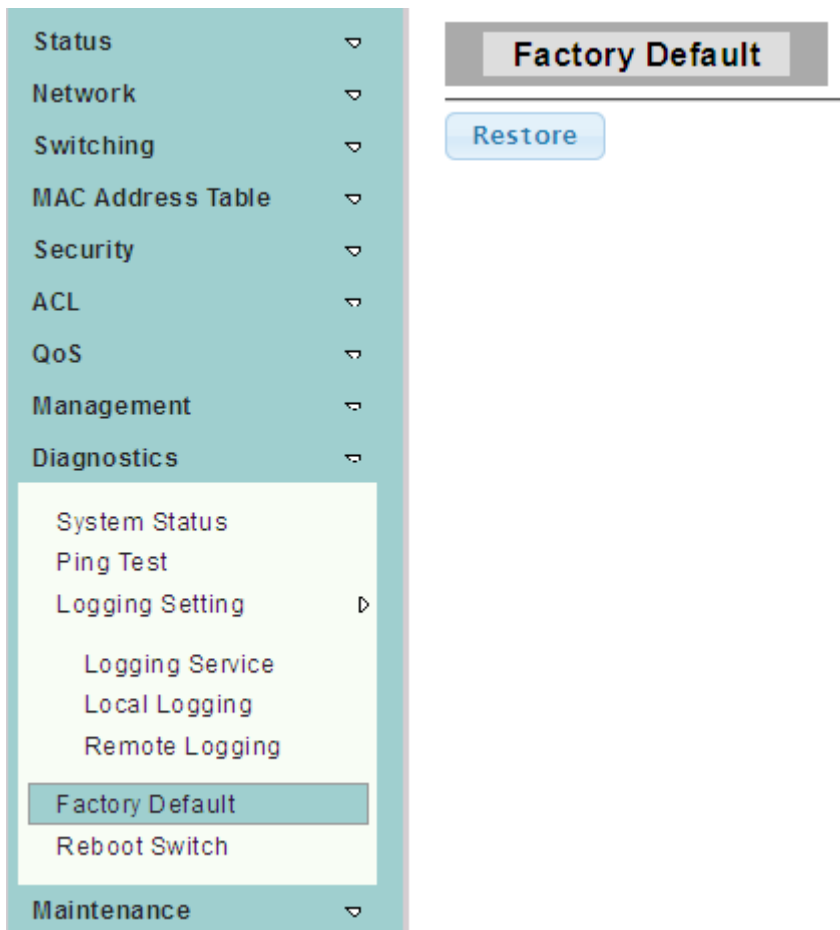 Status
Network
Switching
MAC Address Table
Security
ACL
QoS
Management
Diagnostics
System Status
Ping Test
Logging Setting
Logging Service
Local Logging
Remote Logging
Factory Default
Reboot Switch
Maintenance
Factory Default
Restore